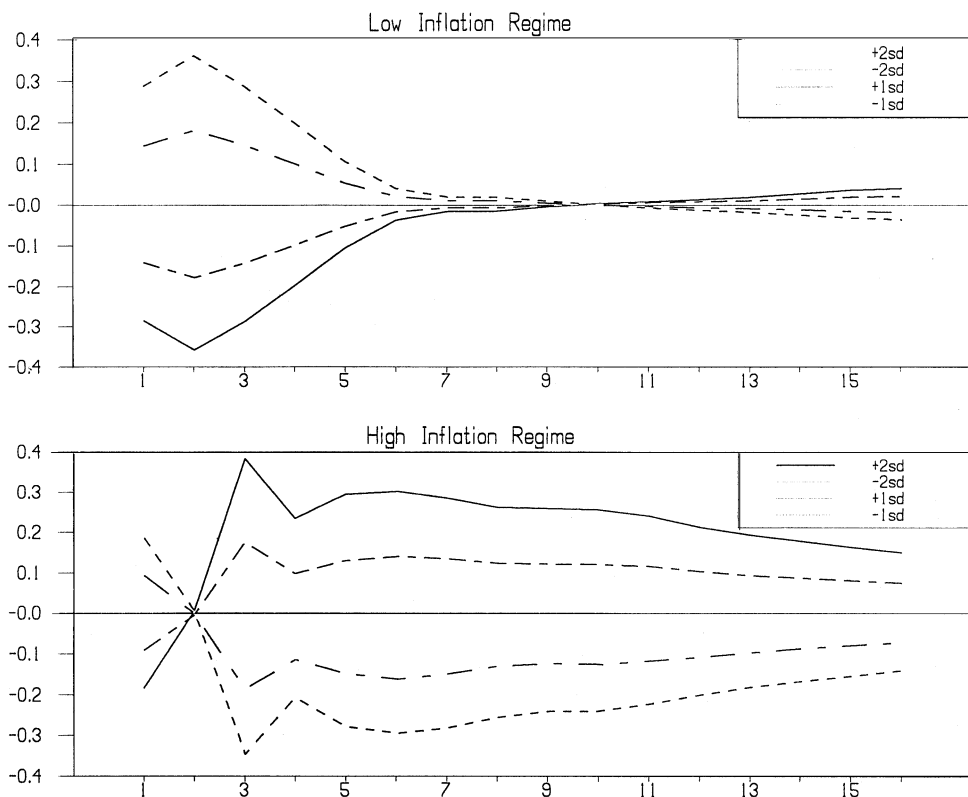 Low Inflation Regime
0.4
0.3
0.2
0.1
-0.0
-0.1
-0.2
-0.3
-0.4
+2sd
-2sd
+1sd
-1sd
1 3 5 7 9 11 13 15
High Inflation Regime
0.4
0.3
0.2
0.1
-0.0
-0.1
-0.2
-0.3
-0.4
+2sd
-2sd
+1sd
-1sd
1 3 5 7 9 11 13 15